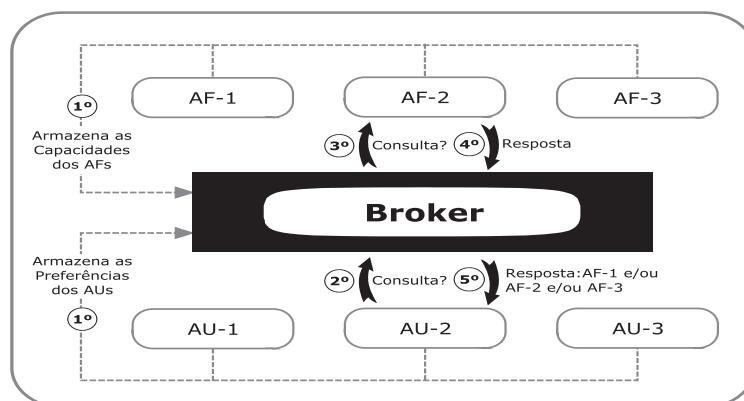 AF-1
AF-2
AF-3
1º
Armazena as
Capacidades
dos AFs
3º
Consulta?
4º
Resposta
Broker
Armazena as
Preferências
dos AUs
1º
2º
Consulta?
5º
Resposta:AF-1 e/ou
AF-2 e/ou AF-3
AU-1
AU-2
AU-3